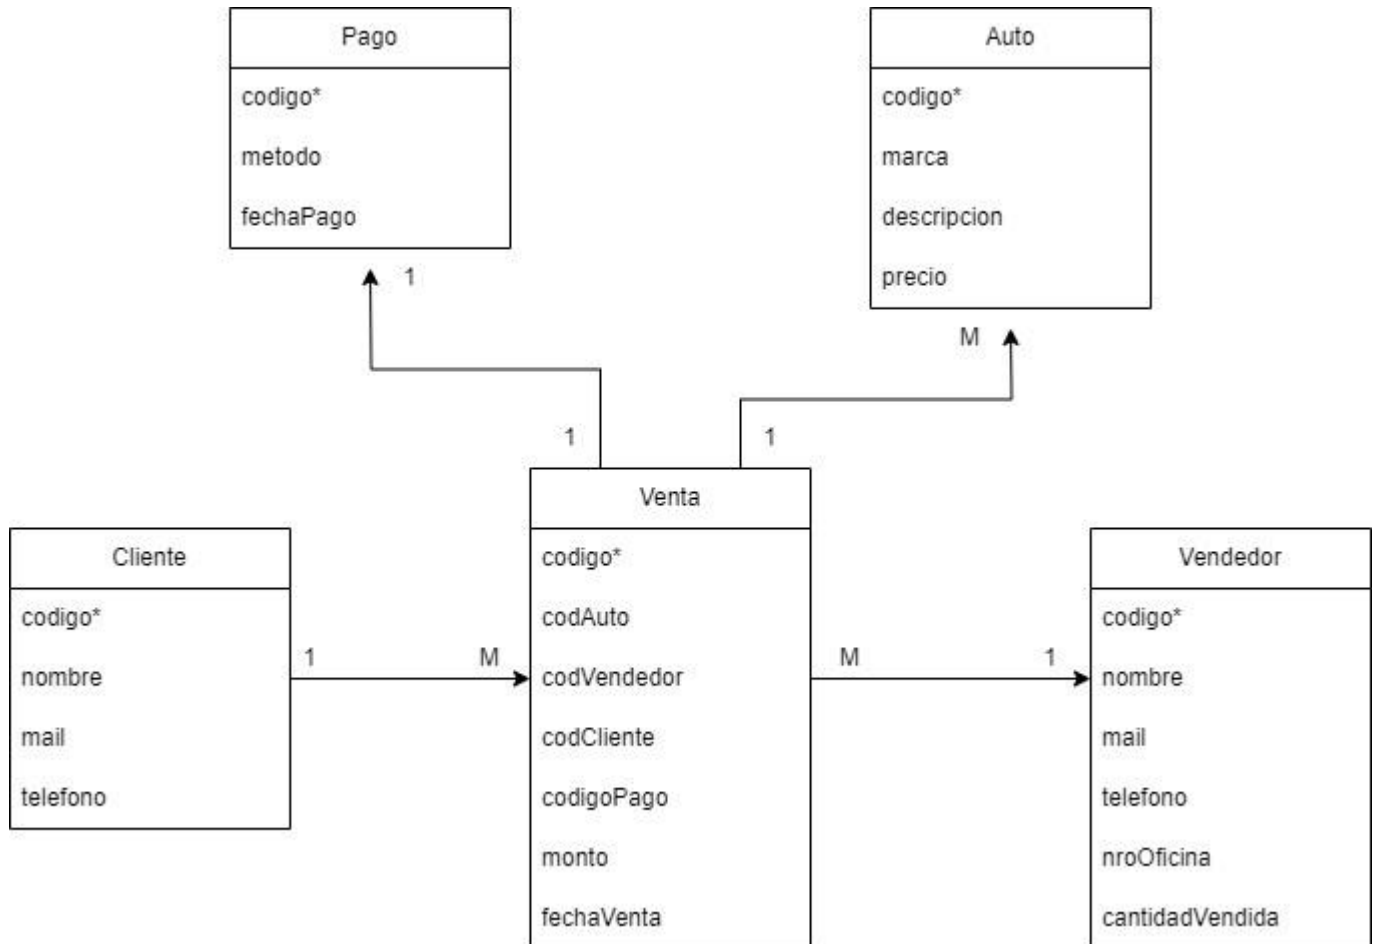 Pago
codigo*
metodo
fechaPago
1
Auto
codigo*
marca
descripcion
precio
M
1
1
Cliente
codigo*
nombre
mail
telefono
1
M
Venta
codigo*
codAuto
codVendedor
codCliente
codigoPago
monto
fechaVenta
M
1
Vendedor
codigo*
nombre
mail
telefono
nroOficina
cantidadVendida